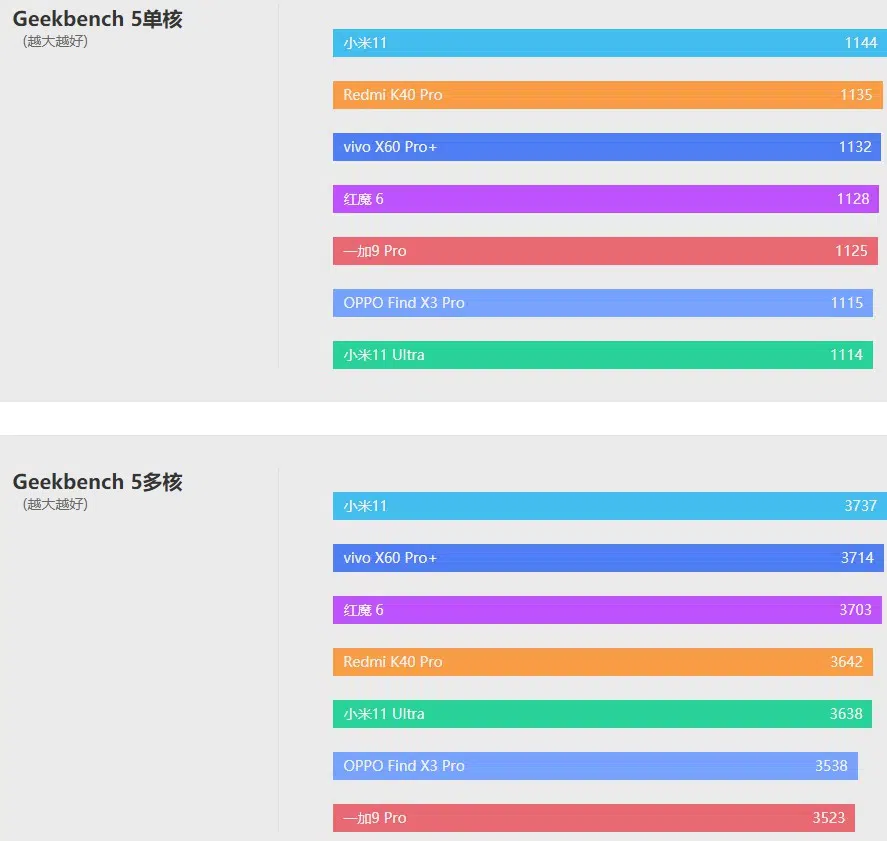 Geekbench 5单核
(越大越好)
小米11 1144
Redmi K40 Pro 1135
vivo X60 Pro+ 1132
红魔 6 1128
一加9 Pro 1125
OPPO Find X3 Pro 1115
小米11 Ultra 1114
Geekbench 5多核
(越大越好)
小米11 3737
vivo X60 Pro+ 3714
红魔 6 3703
Redmi K40 Pro 3642
小米11 Ultra 3638
OPPO Find X3 Pro 3538
一加9 Pro 3523